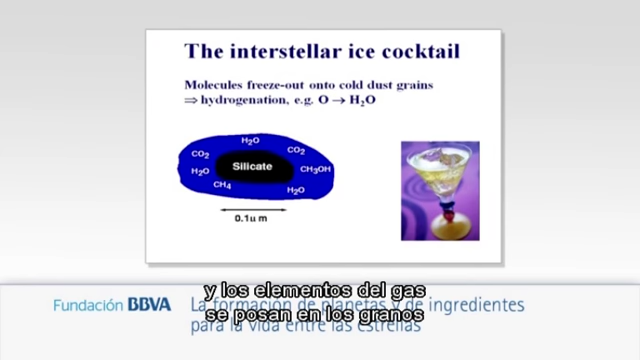 The interstellar ice cocktail
Molecules freeze-out onto cold dust grains
⇒ hydrogenation, e.g. O → H₂O
H₂O
CO₂
CO₂
Silicate
H₂O
CH₃OH
CH₄
H₂O
0.1u m
y los elementos del gas
se posan en los granos
Fundación BBVA
La formación de planetas y de ingredientes
para la vida entre las estrellas